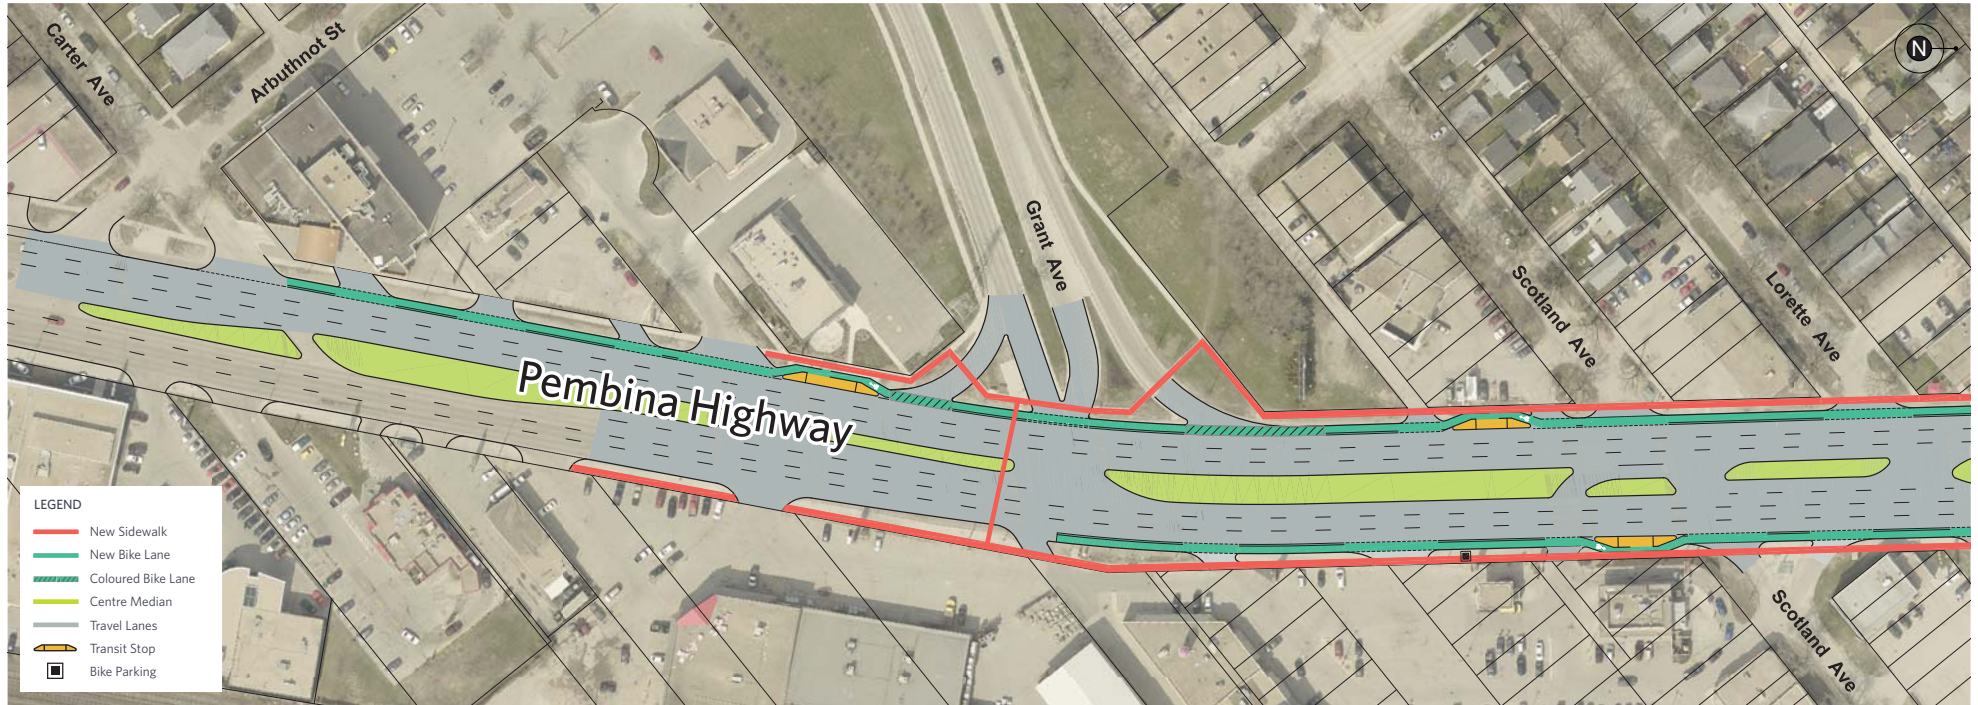 Carter Ave
Arbuthnot St
N
Grant Ave
Scotland Ave
Lorette Ave
Pembina Highway
Scotland Ave
LEGEND
New Sidewalk
New Bike Lane
Coloured Bike Lane
Centre Median
Travel Lanes
Transit Stop
Bike Parking